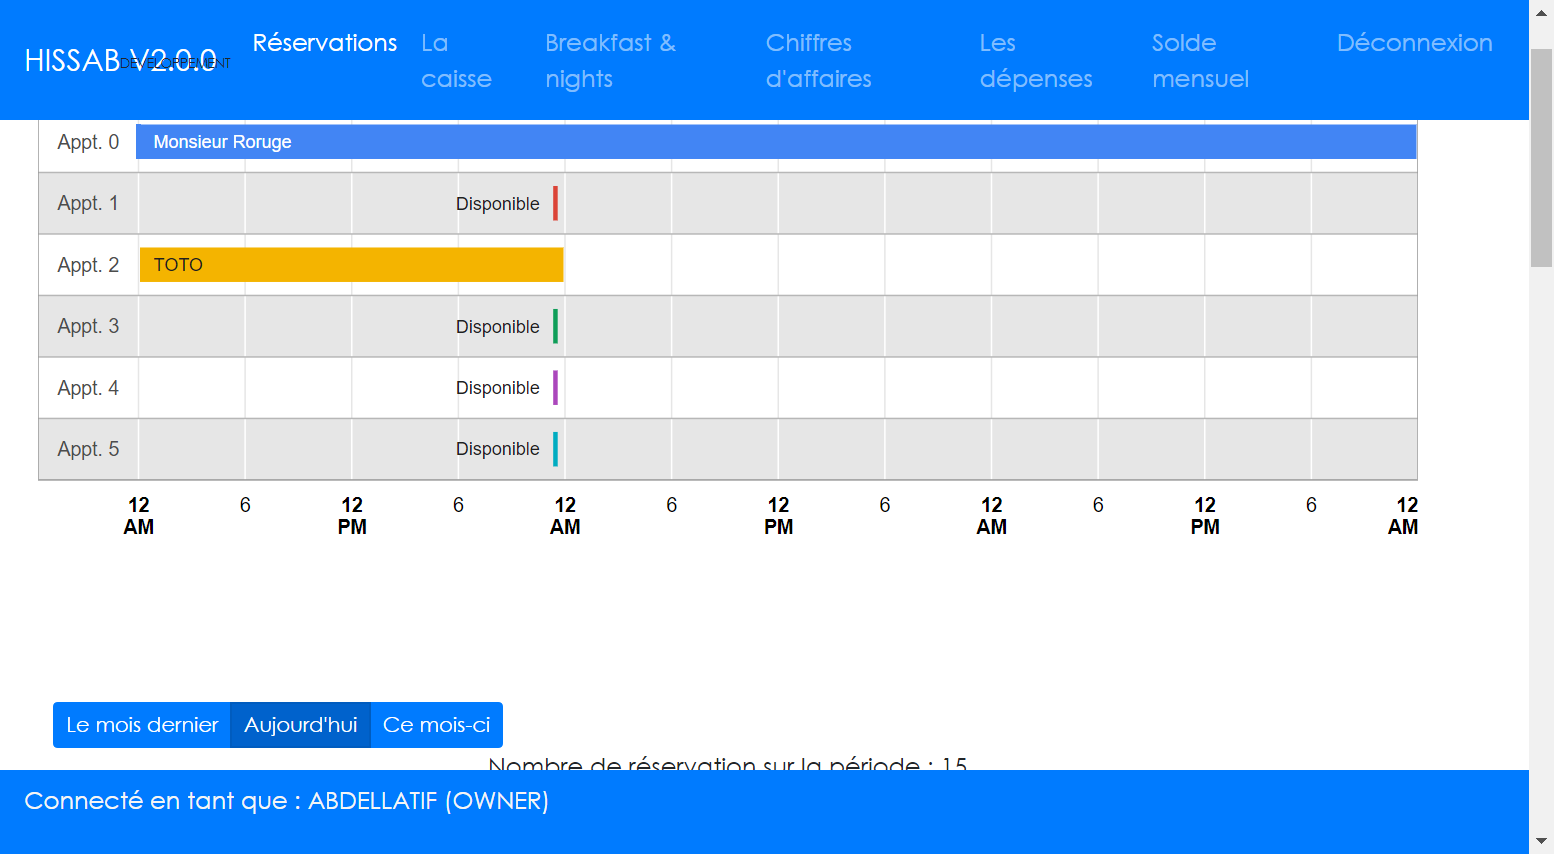 HISSAB V2.0.0
DEVELOPPEMENT
Réservations
La caisse
Breakfast & nights
Chiffres d'affaires
Les dépenses
Solde mensuel
Déconnexion
Appt. 0 Monsieur Roruge
Appt. 1 Disponible
Appt. 2 TOTO
Appt. 3 Disponible
Appt. 4 Disponible
Appt. 5 Disponible
12 AM 6 12 PM 6 12 AM 6 12 PM 6 12 AM 6 12 PM 6 12 AM
Le mois dernier Aujourd'hui Ce mois-ci
Nombre de réservation sur la période : 15
Connecté en tant que : ABDELLATIF (OWNER)